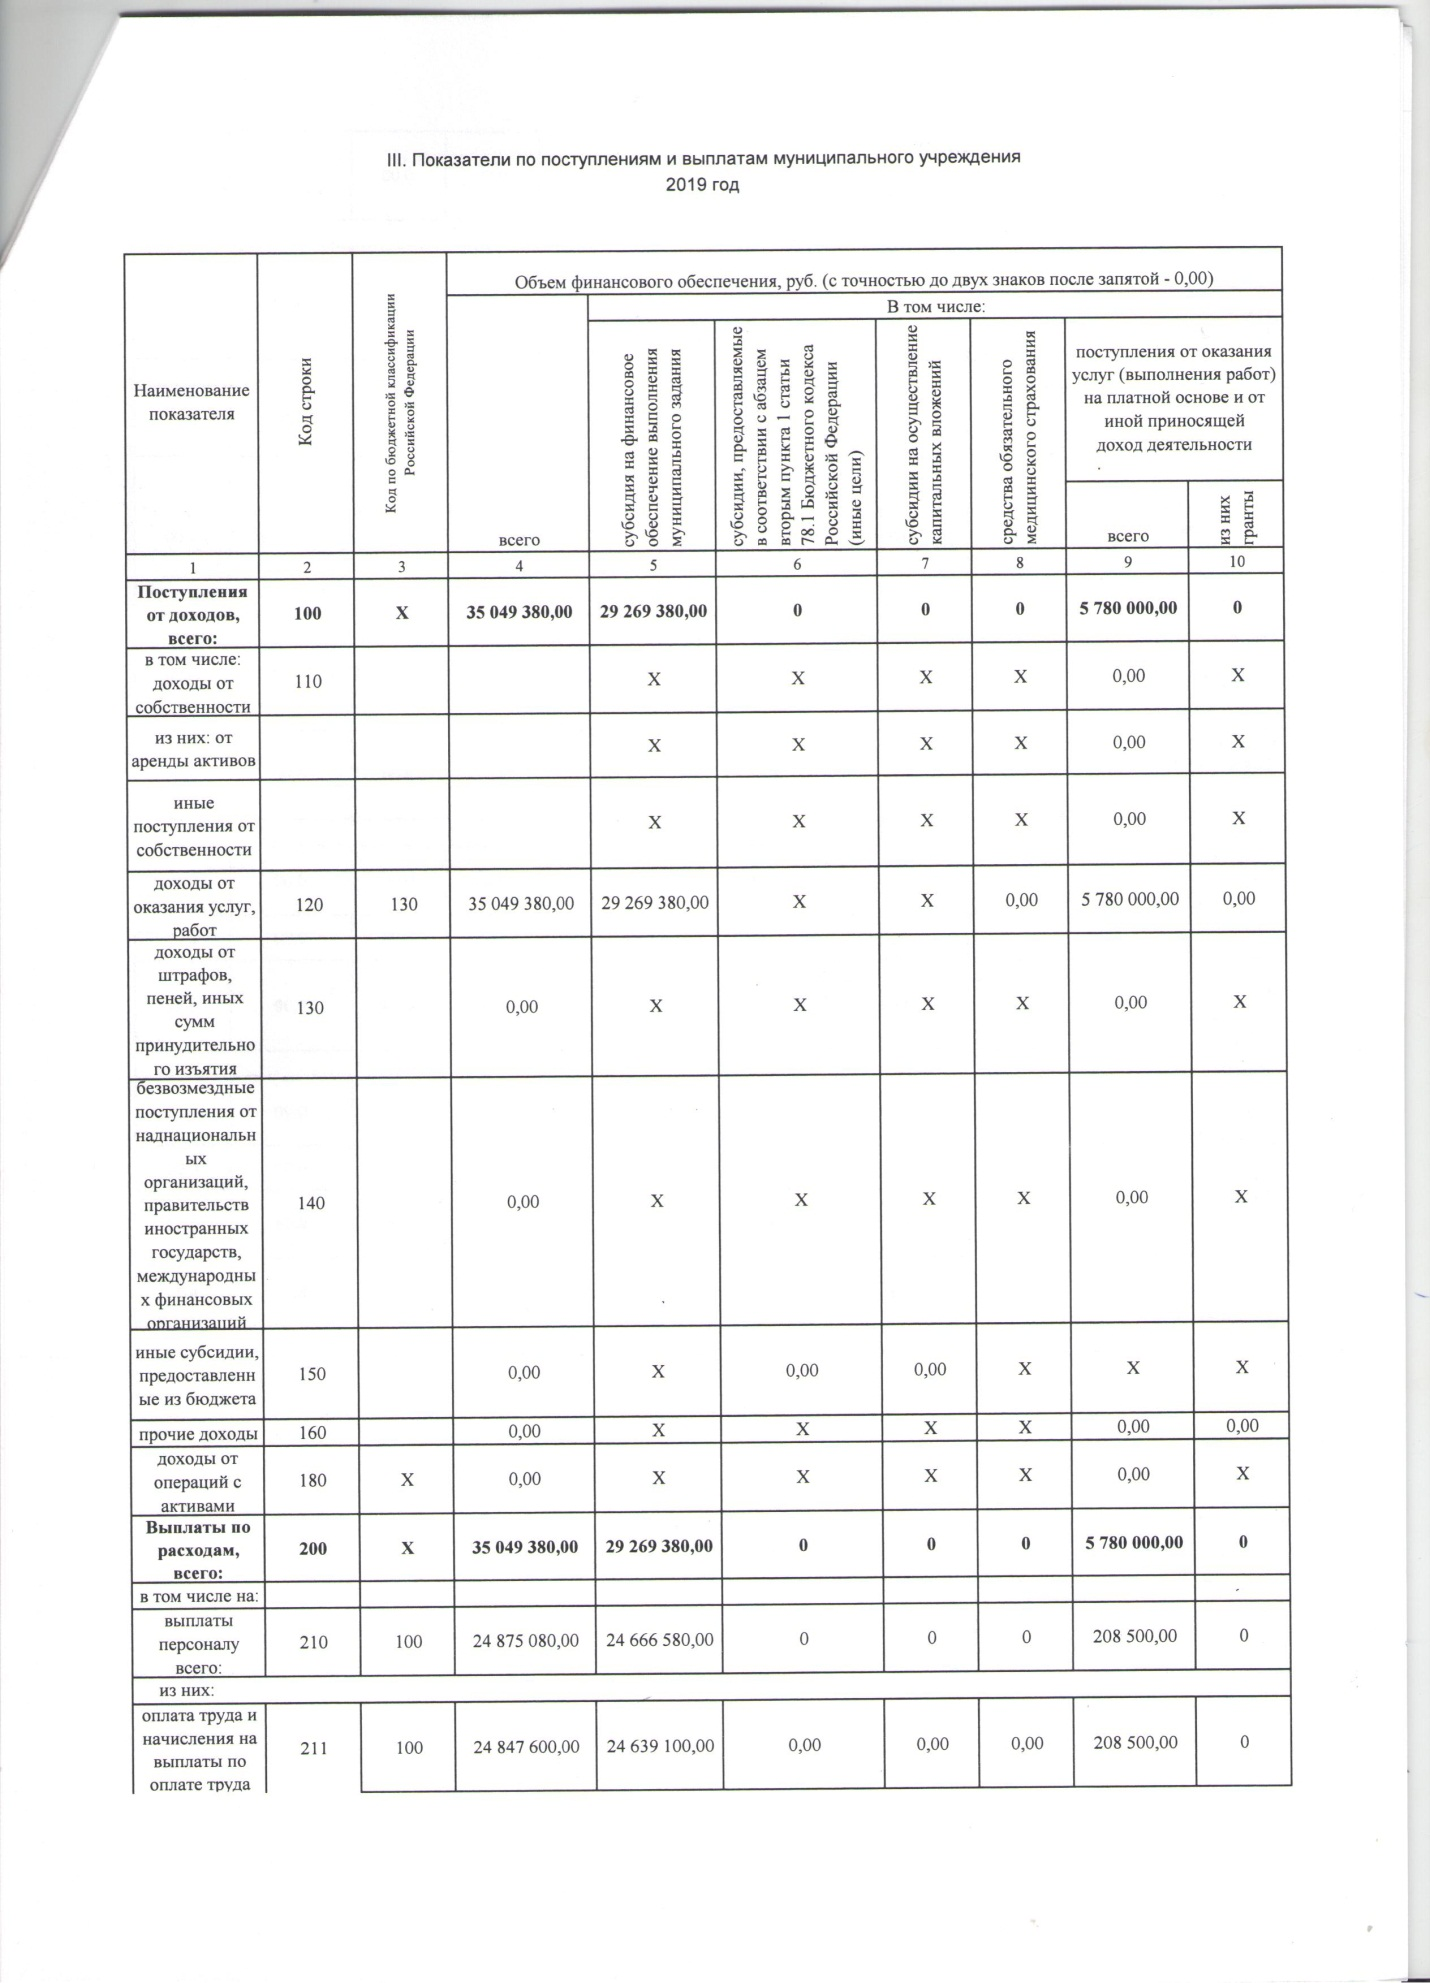 III. Показатели по поступлениям и выплатам муниципального учреждения
2019 год
Наименование
показателя
Код строки
Код по бюджетной классификации
Российской Федерации
Объем финансового обеспечения, руб. (с точностью до двух знаков после запятой - 0,00)
всего
В том числе:
субсидия на финансовое
обеспечение выполнения
муниципального задания
субсидии, предоставляемые
в соответствии с абзацем
вторым пункта 1 статьи
78.1 Бюджетного кодекса
Российской Федерации
(иные цели)
субсидии на осуществление
капитальных вложений
средства обязательного
медицинского страхования
поступления от оказания
услуг (выполнения работ)
на платной основе и от
иной приносящей
доход деятельности
всего
из них
гранты
1 2 3 4 5 6 7 8 9 10
Поступления
от доходов,
всего:
100 X 35 049 380,00 29 269 380,00 0 0 0 5 780 000,00 0
в том числе:
доходы от
собственности
110 X X X X 0,00 X
из них: от
аренды активов
X X X X 0,00 X
иные
поступления от
собственности
X X X X 0,00 X
доходы от
оказания услуг,
работ
120 130 35 049 380,00 29 269 380,00 X X 0,00 5 780 000,00 0,00
доходы от
штрафов,
пеней, иных
сумм
принудительно
го изъятия
130 0,00 X X X X 0,00 X
безвозмездные
поступления от
наднациональн
ых
организаций,
правительств
иностранных
государств,
международны
х финансовых
организаций
140 0,00 X X X X 0,00 X
иные субсидии,
предоставленн
ые из бюджета
150 0,00 X 0,00 0,00 X X X
прочие доходы 160 0,00 X X X X 0,00 0,00
доходы от
операций с
активами
180 X 0,00 X X X X 0,00 X
Выплаты по
расходам,
всего:
200 X 35 049 380,00 29 269 380,00 0 0 0 5 780 000,00 0
в том числе на:
выплаты
персоналу
всего:
210 100 24 875 080,00 24 666 580,00 0 0 0 208 500,00 0
из них:
оплата труда и
начисления на
выплаты по
оплате труда
211 100 24 847 600,00 24 639 100,00 0,00 0,00 0,00 208 500,00 0